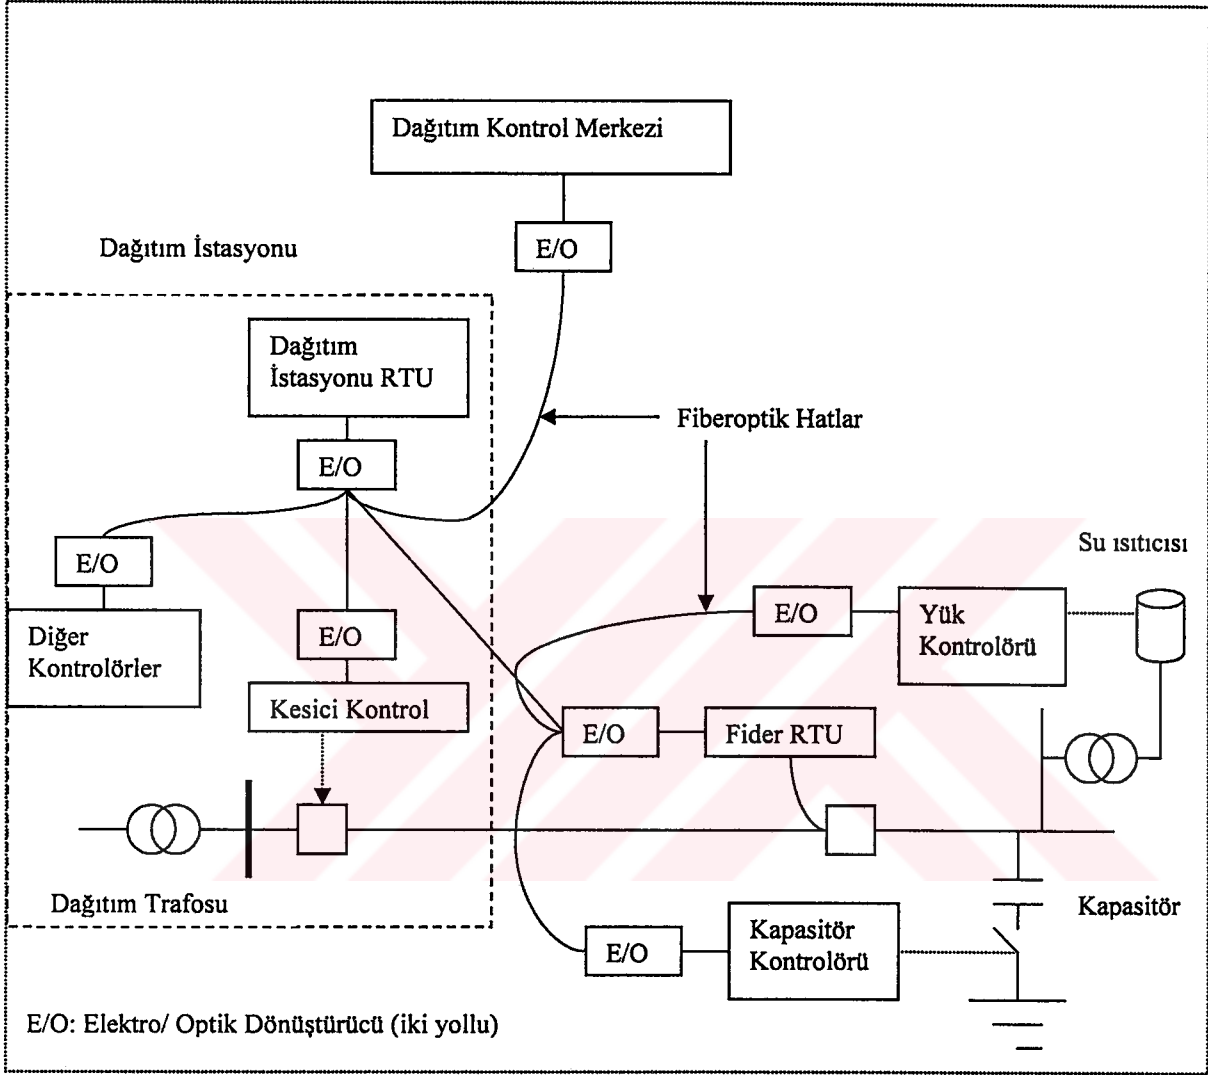 Dağıtım Kontrol Merkezi
E/O
Dağıtım İstasyonu
Dağıtım
İstasyonu RTU
E/O
Fiberoptik Hatlar
E/O
Diğer
Kontrolörler
E/O
Kesici Kontrol
Su ısıtıcısı
E/O
Yük
Kontrolörü
E/O
Fider RTU
Dağıtım Trafosu
Kapasitör
E/O
Kapasitör
Kontrolörü
E/O: Elektro/ Optik Dönüştürücü (iki yollu)